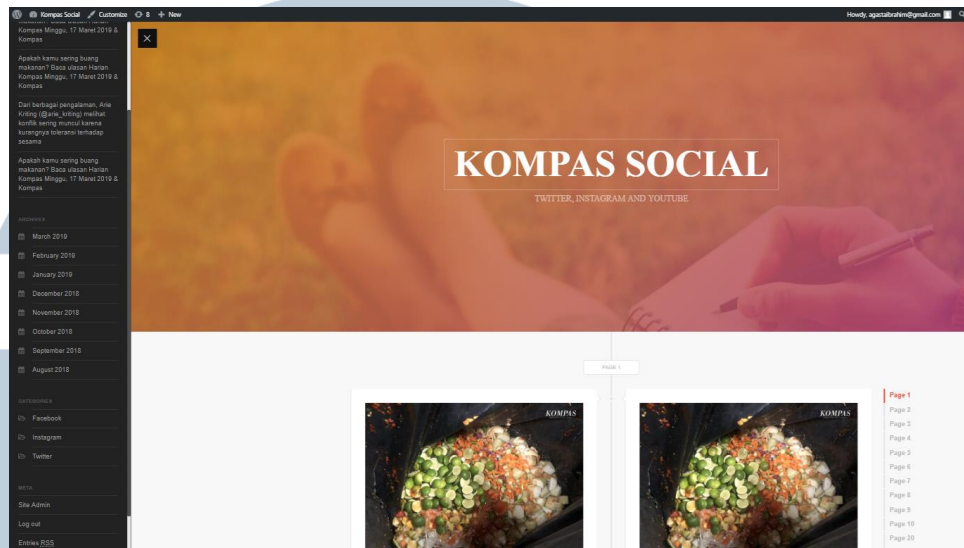 Kompas Social Customize 8 + New
Howdy, agastaibrahim@gmail.com
makanan? Baca ulasan Harian
Kompas Minggu, 17 Maret 2019 &
Kompas
Apakah kamu sering buang
makanan? Baca ulasan Harian
Kompas Minggu, 17 Maret 2019 &
Kompas
Dari berbagai pengalaman, Arie
Kriting (@arie_kriting) melihat
konflik sering muncul karena
kurangnya toleransi terhadap
sesama
Apakah kamu sering buang
makanan? Baca ulasan Harian
Kompas Minggu, 17 Maret 2019 &
Kompas
ARCHIVES
March 2019
February 2019
January 2019
December 2018
November 2018
October 2018
September 2018
August 2018
CATEGORIES
Facebook
Instagram
Twitter
META
Site Admin
Log out
Entries RSS
KOMPAS SOCIAL
TWITTER, INSTAGRAM AND YOUTUBE
PAGE 1
KOMPAS
KOMPAS
Page 1
Page 2
Page 3
Page 4
Page 6
Page 7
Page 8
Page 9
Page 10
Page 20